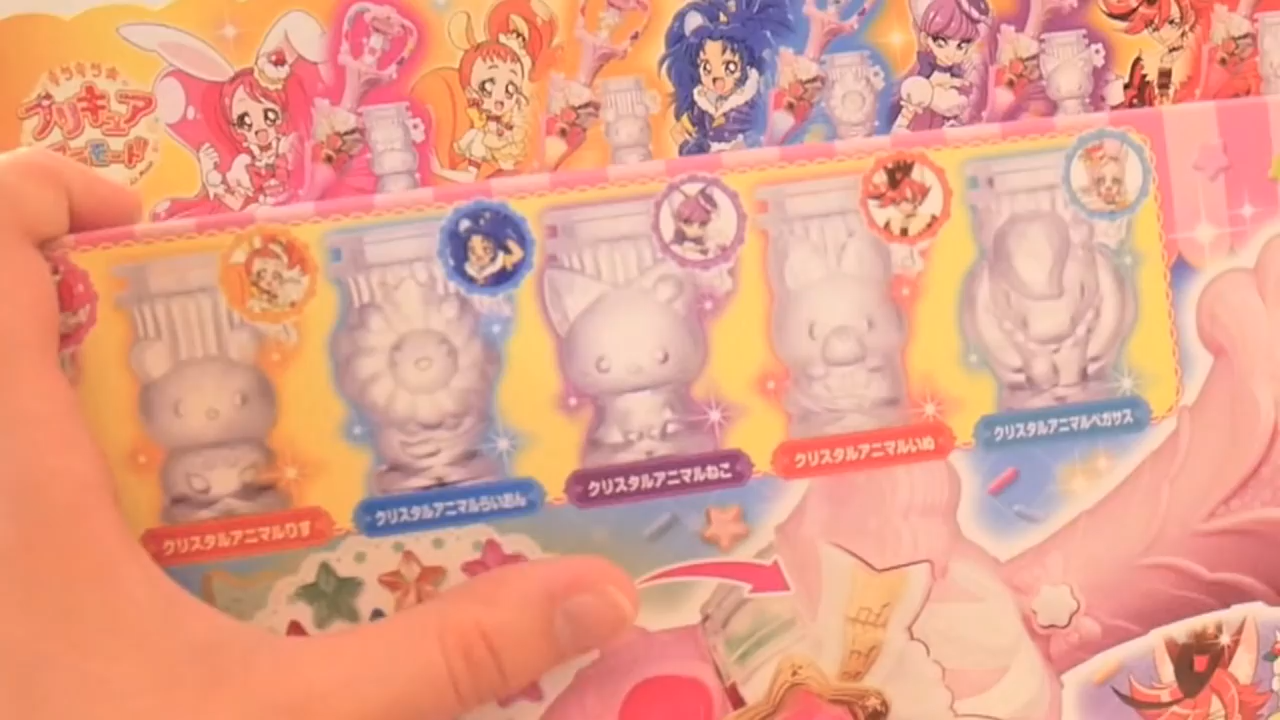 キラキラ☆
プリキュア
アラモード
クリスタルアニマルりす
クリスタルアニマルらいおん
クリスタルアニマルねこ
クリスタルアニマルいぬ
クリスタルアニマルペガサス